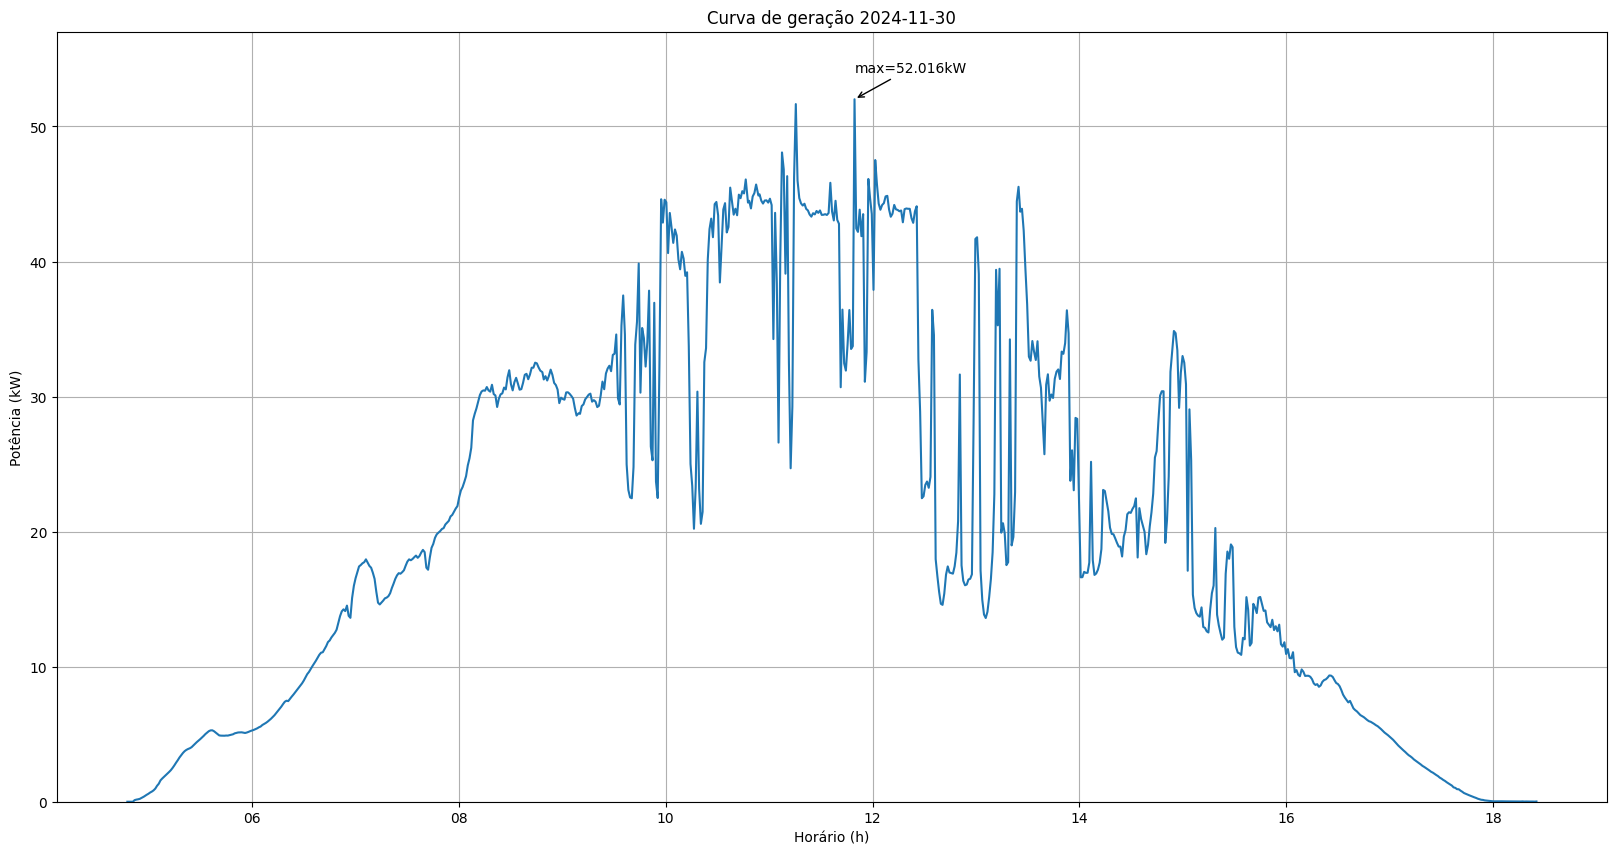 Curva de geração 2024-11-30
max=52.016kW
Potência (kW)
50
40
30
20
10
0
06 08 10 12 14 16 18
Horário (h)